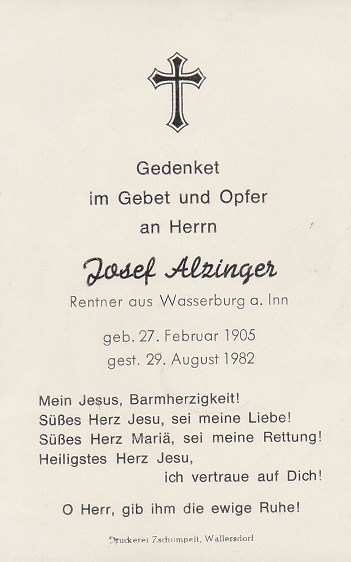 Gedenket
im Gebet und Opfer
an Herrn
Josef Alzinger
Rentner aus Wasserburg a. Inn
geb. 27. Februar 1905
gest. 29. August 1982
Mein Jesus, Barmherzigkeit!
Süßes Herz Jesu, sei meine Liebe!
Süßes Herz Mariä, sei meine Rettung!
Heiligstes Herz Jesu,
ich vertraue auf Dich!
O Herr, gib ihm die ewige Ruhe!
Druckerei Zschumpelt, Wallersdorf